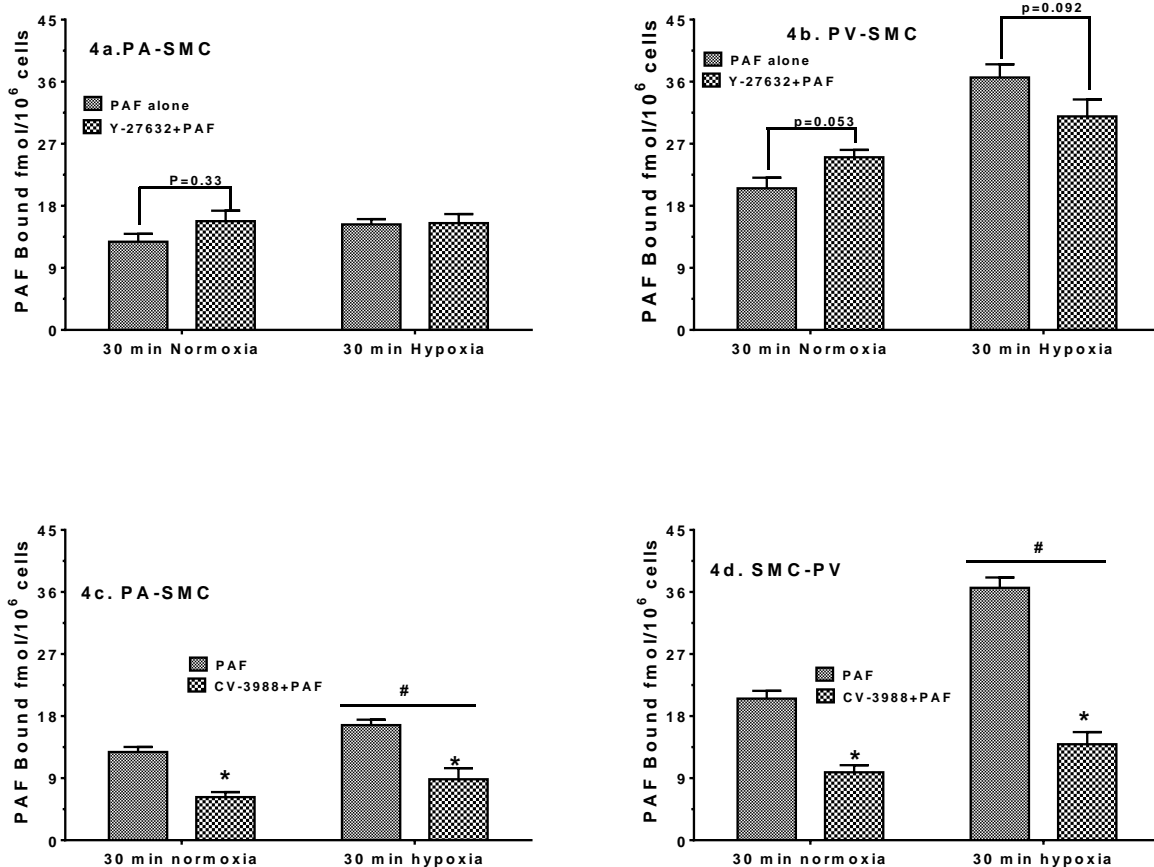 4a.PA-SMC
PAF alone
Y-27632+PAF
P=0.33
45
36
27
18
9
0
PAF Bound fmol/10⁶ cells
30 min Normoxia
30 min Hypoxia
4b. PV-SMC
PAF alone
Y-27632+PAF
p=0.053
p=0.092
45
36
27
18
9
0
PAF Bound fmol/10⁶ cells
30 min Normoxia
30 min Hypoxia
4c. PA-SMC
PAF
CV-3988+PAF
#
*
*
45
36
27
18
9
0
PAF Bound fmol/10⁶ cells
30 min normoxia
30 min hypoxia
4d. SMC-PV
PAF
CV-3988+PAF
#
*
*
45
36
27
18
9
0
PAF Bound fmol/10⁶ cells
30 min normoxia
30 min hypoxia